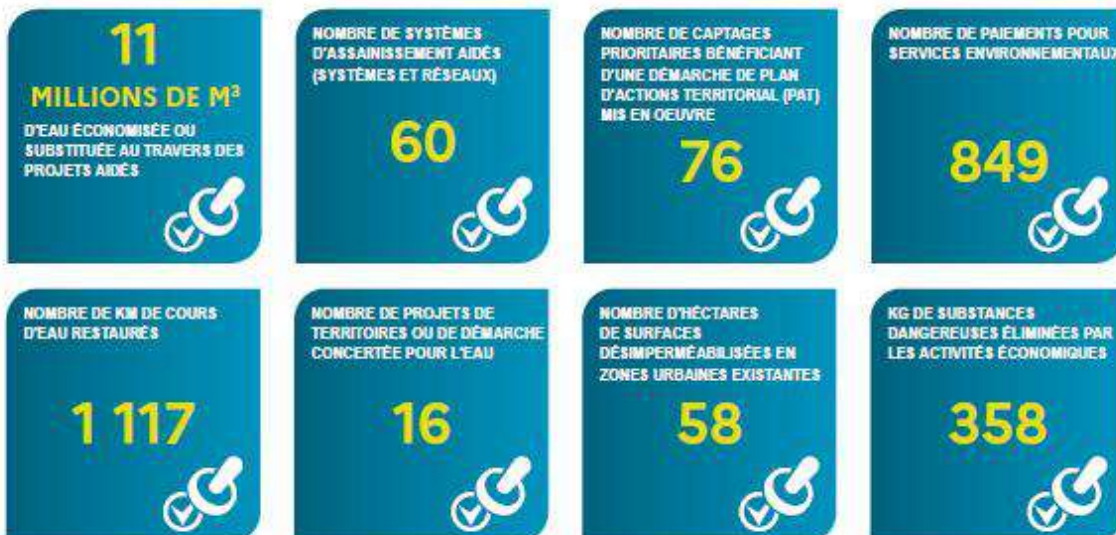 11
MILLIONS DE M³
D'EAU ÉCONOMISÉE OU
SUBSTITUÉE AU TRAVERS DES
PROJETS AIDÉS
NOMBRE DE SYSTÈMES
D'ASSAINISSEMENT AIDÉS
(SYSTÈMES ET RÉSEAUX)
60
NOMBRE DE CAPTAGES
PRIORITAIRES BÉNÉFICIANT
D'UNE DÉMARCHE DE PLAN
D'ACTIONS TERRITORIAL (PAT)
MIS EN OEUVRE
76
NOMBRE DE PAIEMENTS POUR
SERVICES ENVIRONNEMENTAUX
849
NOMBRE DE KM DE COURS
D'EAU RESTAURÉS
1 117
NOMBRE DE PROJETS DE
TERRITOIRES OU DE DÉMARCHE
CONCERTÉE POUR L'EAU
16
NOMBRE D'HÉCTARES
DE SURFACES
DÉSIMPERMÉABILISÉES EN
ZONES URBAINES EXISTANTES
58
KG DE SUBSTANCES
DANGEREUSES ÉLIMINÉES PAR
LES ACTIVITÉS ÉCONOMIQUES
358